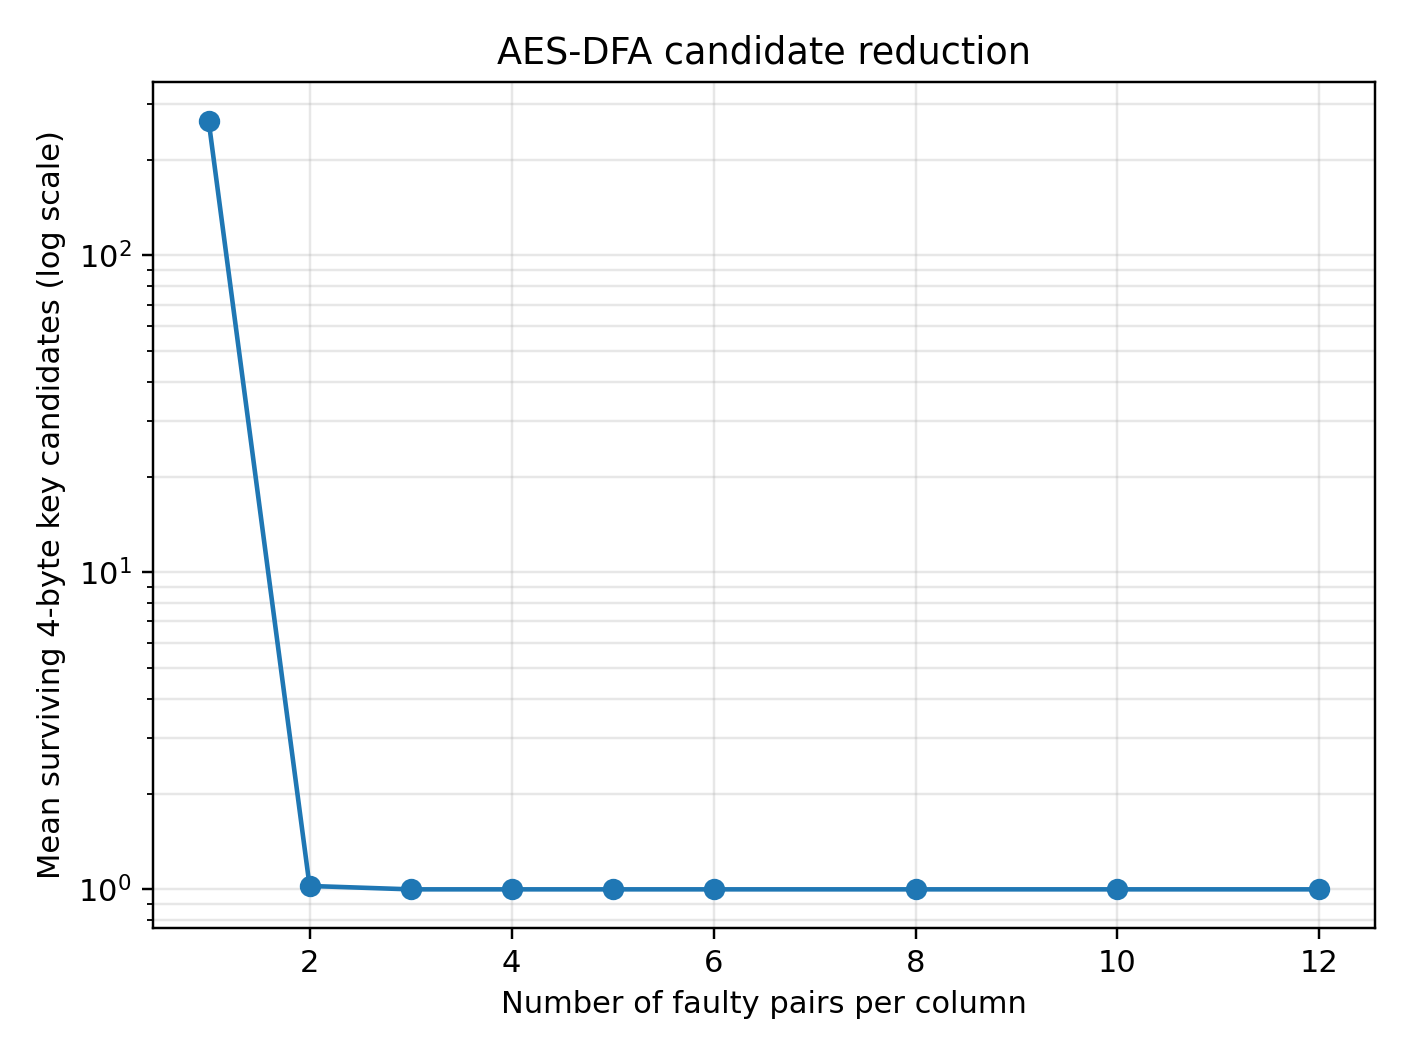 AES-DFA candidate reduction
Mean surviving 4-byte key candidates (log scale)
10²
10¹
10⁰
2 4 6 8 10 12
Number of faulty pairs per column